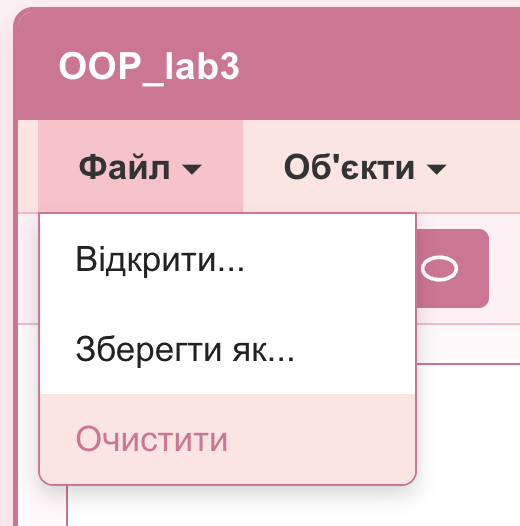 OOP_lab3
Файл Об'єкти
Відкрити...
Зберегти як...
Очистити